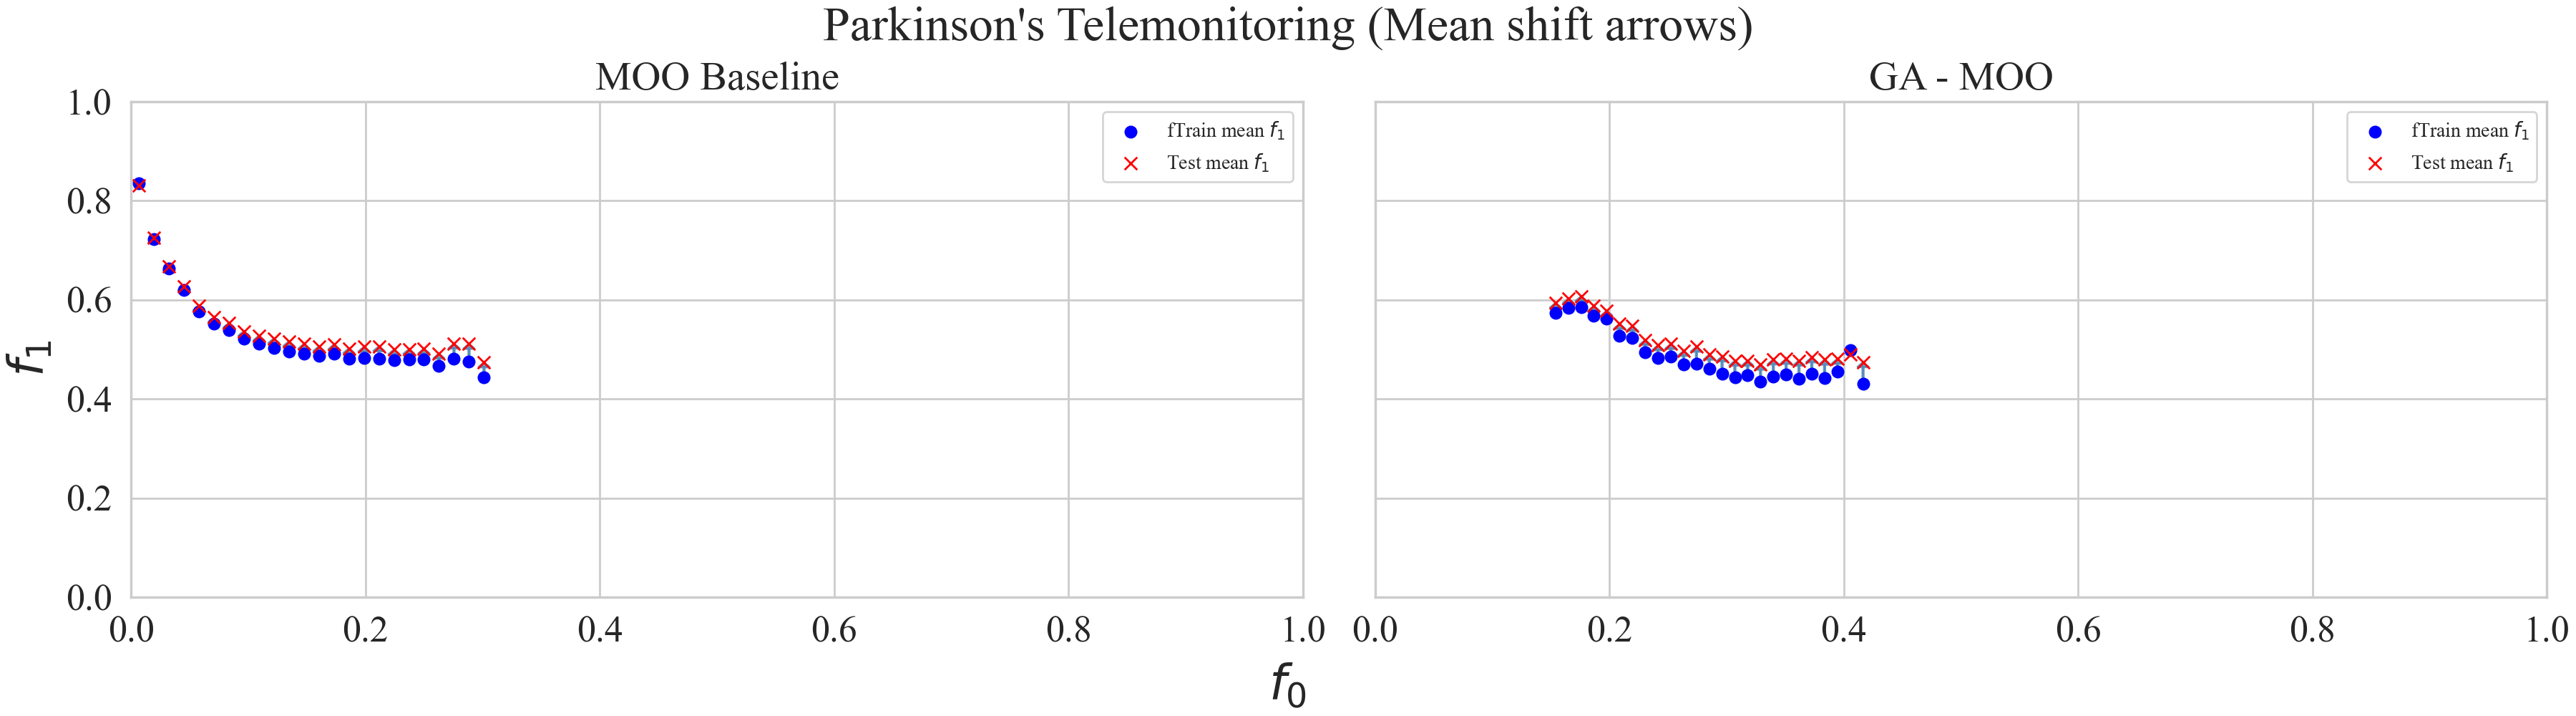 Parkinson's Telemonitoring (Mean shift arrows)
MOO Baseline
GA - MOO
fTrain mean f₁
Test mean f₁
fTrain mean f₁
Test mean f₁
f₁
1.0
0.8
0.6
0.4
0.2
0.0
0.0 0.2 0.4 0.6 0.8 1.0
0.0 0.2 0.4 0.6 0.8 1.0
f₀